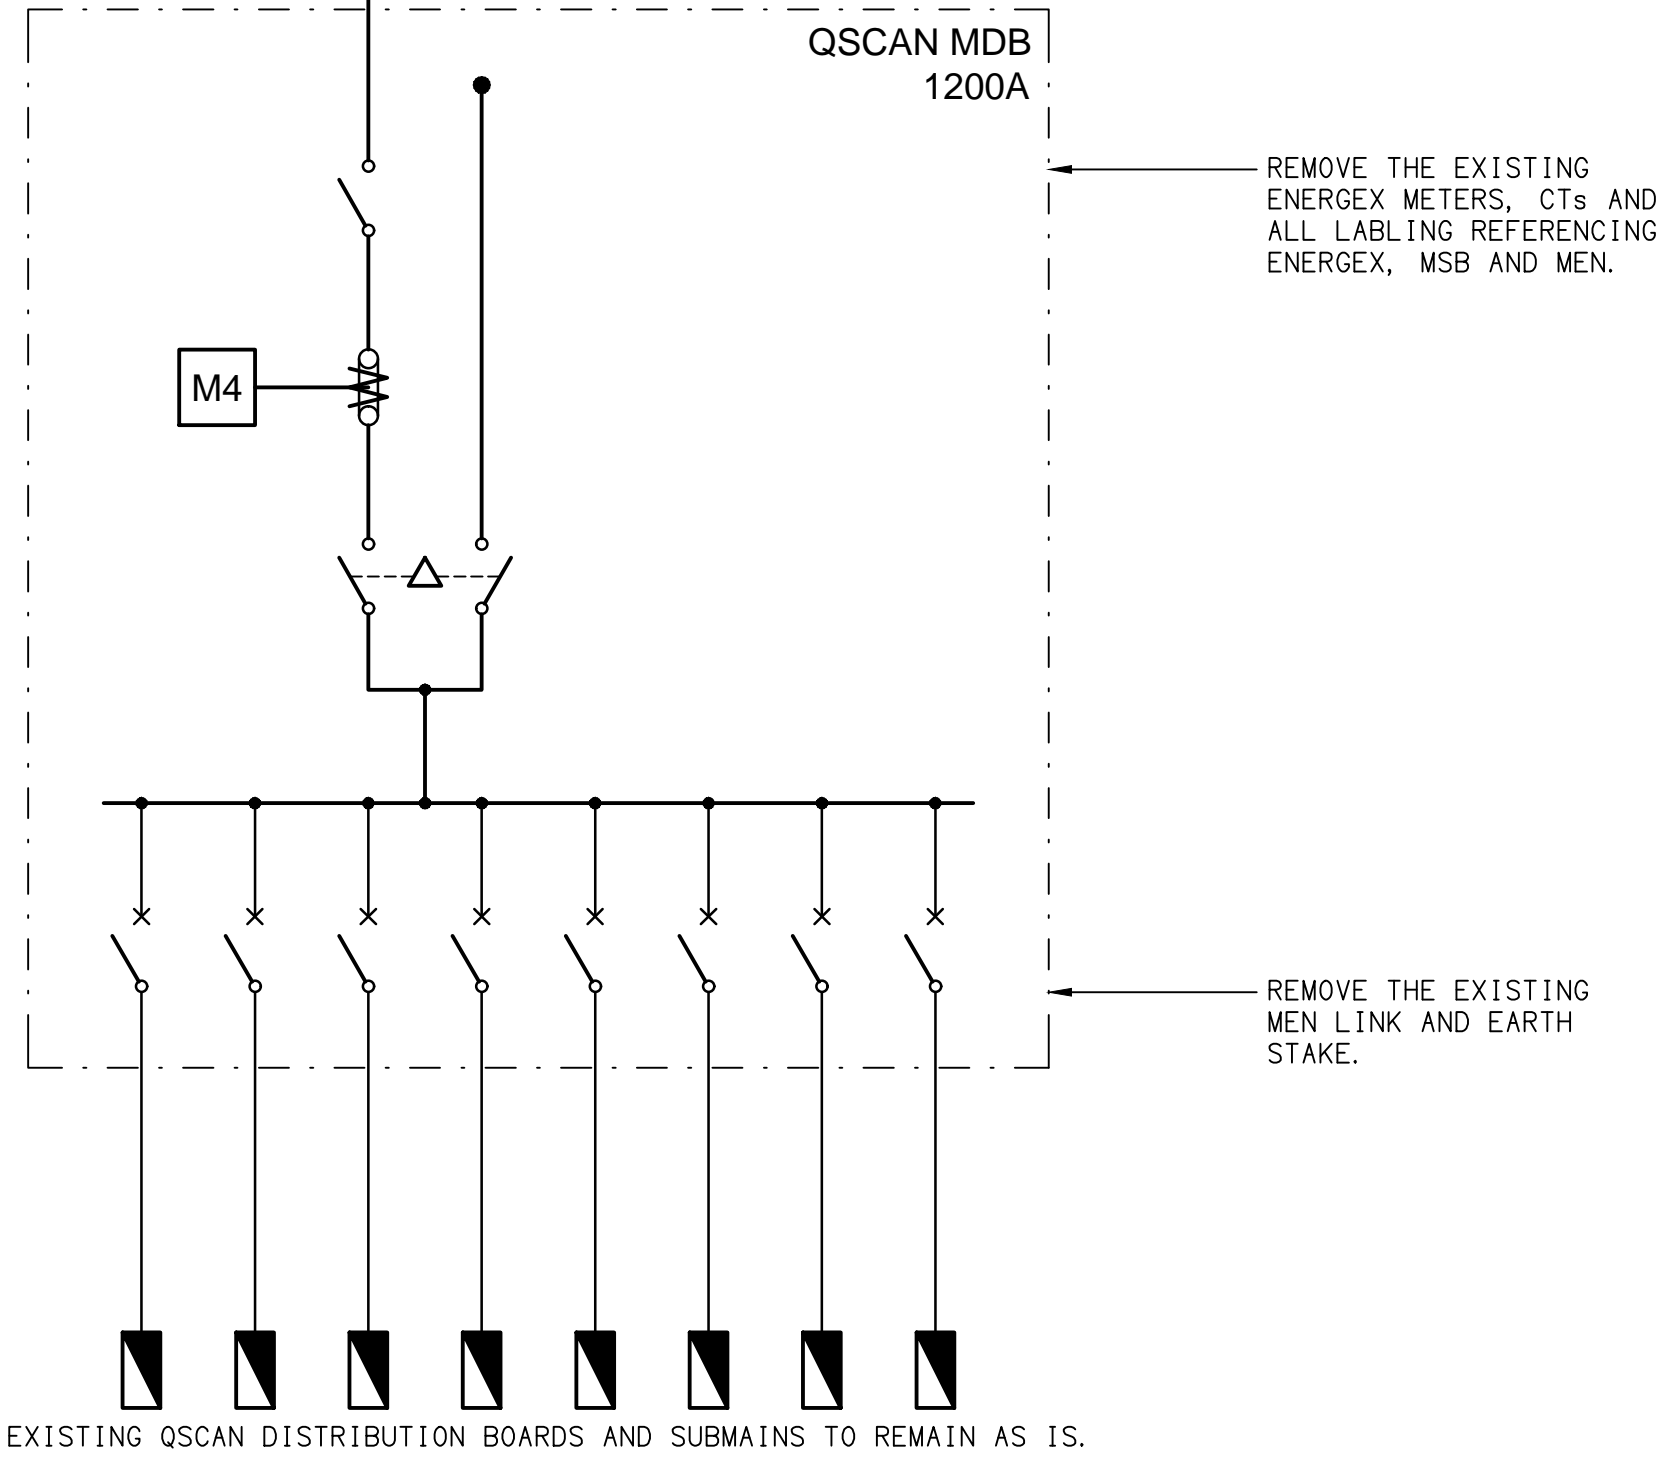 QSCAN MDB
1200A
REMOVE THE EXISTING
ENERGEX METERS, CTs AND
ALL LABLING REFERENCING
ENERGEX, MSB AND MEN.
M4
REMOVE THE EXISTING
MEN LINK AND EARTH
STAKE.
EXISTING QSCAN DISTRIBUTION BOARDS AND SUBMAINS TO REMAIN AS IS.